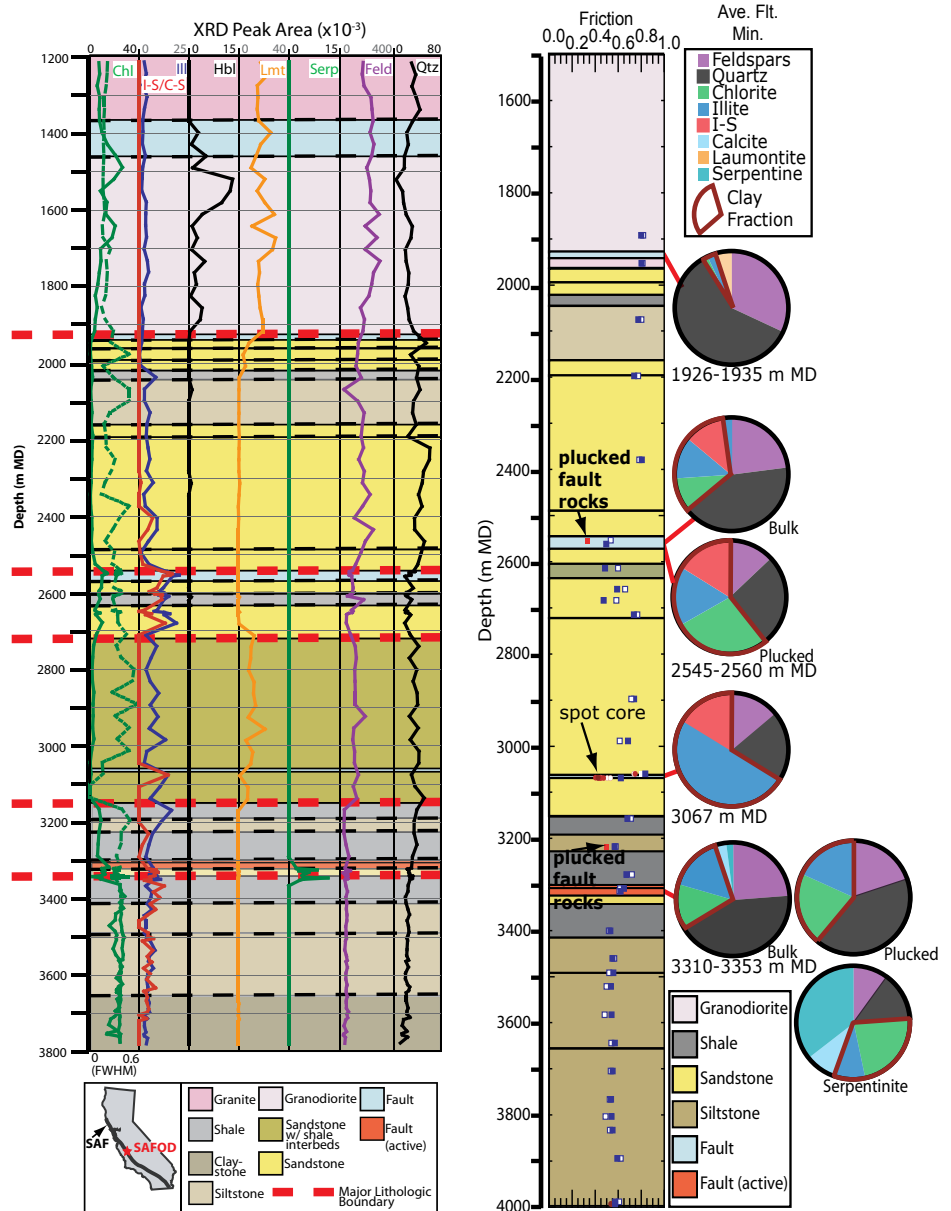 XRD Peak Area (x10-3)
0 40 0 25 0 15 0 15 0 15 0 400 0 80
Chl
I-S/C-S
Ill
Hbl
Lmt
Serp
Feld
Qtz
1200
1400
1600
1800
2000
2200
2400
2600
2800
3000
3200
3400
3600
3800
Depth (m MD)
0 0.6
(FWHM)
SAF
SAFOD
Granite
Granodiorite
Fault
Shale
Sandstone w/ shale interbeds
Fault (active)
Clay-stone
Sandstone
Siltstone
Major Lithologic Boundary
Friction
0.0 0.2 0.4 0.6 0.8 1.0
1600
1800
2000
2200
2400
2600
2800
3000
3200
3400
3600
3800
4000
Depth (m MD)
plucked
fault
rocks
spot core
plucked
fault
rocks
Granodiorite
Shale
Sandstone
Siltstone
Fault
Fault (active)
Ave. Flt.
Min.
Feldspars
Quartz
Chlorite
Illite
I-S
Calcite
Laumontite
Serpentine
Clay
Fraction
1926-1935 m MD
Bulk
Plucked
2545-2560 m MD
3067 m MD
Bulk
Plucked
3310-3353 m MD
Serpentinite